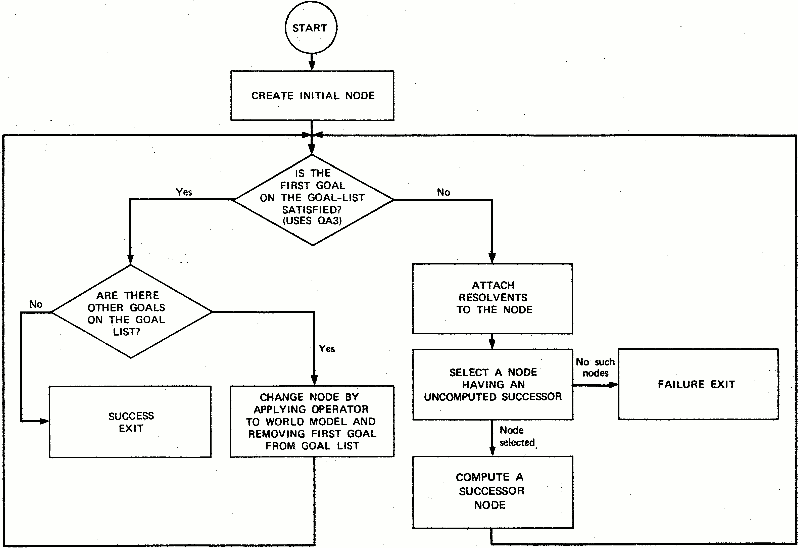 START
CREATE INITIAL NODE
IS THE
FIRST GOAL
ON THE GOAL-LIST
SATISFIED?
(USES QA3)
Yes
No
ARE THERE
OTHER GOALS
ON THE GOAL
LIST?
No
Yes
SUCCESS
EXIT
CHANGE NODE BY
APPLYING OPERATOR
TO WORLD MODEL AND
REMOVING FIRST GOAL
FROM GOAL LIST
ATTACH
RESOLVENTS
TO THE NODE
SELECT A NODE
HAVING AN
UNCOMPUTED SUCCESSOR
No such
nodes
FAILURE EXIT
Node
selected
COMPUTE A
SUCCESSOR
NODE